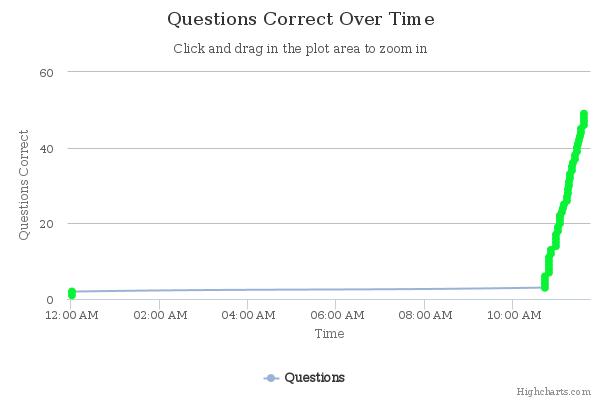 Questions Correct Over Time
Click and drag in the plot area to zoom in
Questions Correct
60
40
20
0
12:00 AM 02:00 AM 04:00 AM 06:00 AM 08:00 AM 10:00 AM
Time
Questions
Highcharts.com